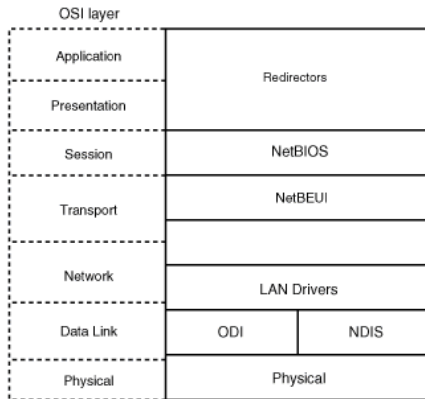 OSI layer
Application
Redirectors
Presentation
Session
NetBIOS
NetBEUI
Transport
Network
LAN Drivers
Data Link
ODI
NDIS
Physical
Physical